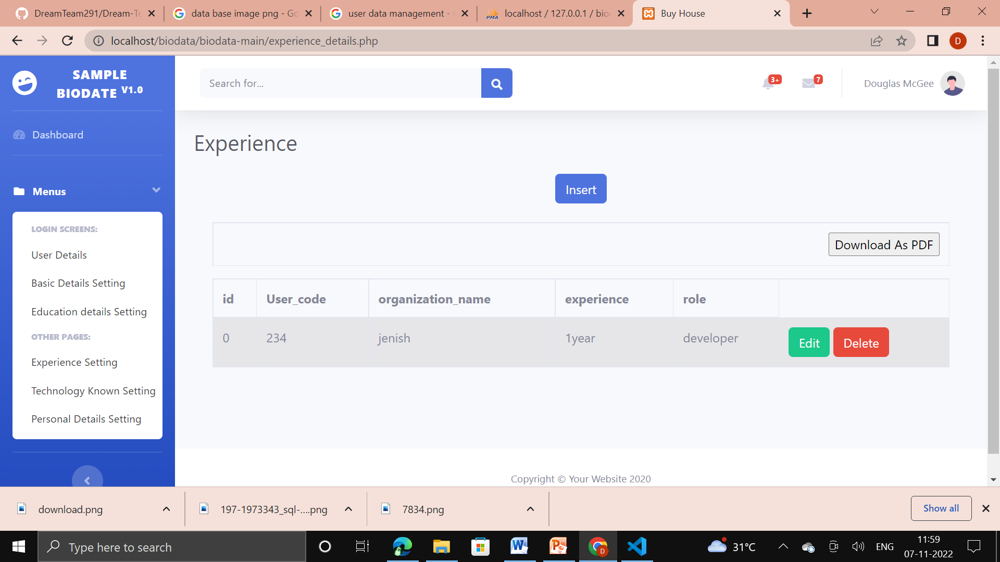 DreamTeam291/Dream-Te
data base image png - Go
user data management -
localhost / 127.0.0.1 / bio
Buy House
localhost/biodata/biodata-main/experience_details.php
D
SAMPLE
BIODATE V1.0
Search for...
3+
7
Douglas McGee
Dashboard
Experience
Menus
Insert
LOGIN SCREENS:
User Details
Basic Details Setting
Education details Setting
OTHER PAGES:
Experience Setting
Technology Known Setting
Personal Details Setting
Download As PDF
id User_code organization_name experience role
0 234 jenish 1year developer Edit Delete
Copyright © Your Website 2020
download.png
197-1973343_sql-....png
7834.png
Show all
Type here to search
31°C
ENG
11:59
07-11-2022